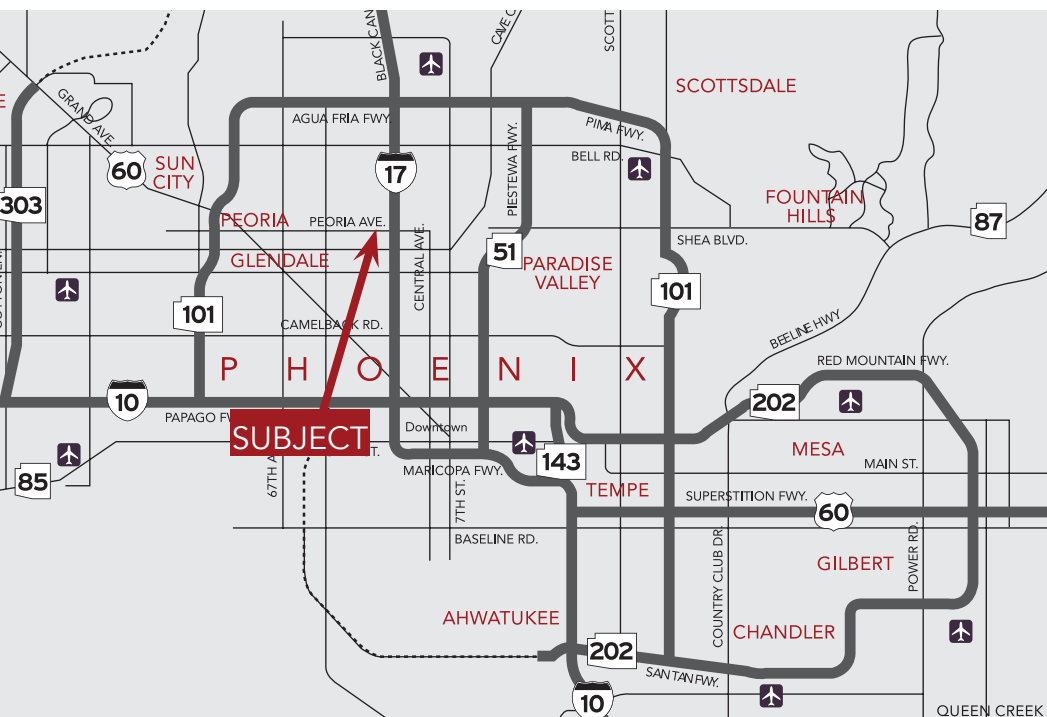 BLACK CAN
CAVE C
SCOTT
SCOTTSDALE
E
GRAND AVE
AGUA FRIA FWY.
PIMA FWY.
PIESTEWA FWY.
BELL RD.
60
SUN
CITY
17
303
FOUNTAIN
HILLS
PEORIA
PEORIA AVE.
87
SHEA BLVD.
GLENDALE
CENTRAL AVE.
51
PARADISE
VALLEY
101
101
CAMELBACK RD.
BEELINE HWY
P H O E N I X
RED MOUNTAIN FWY.
10
202
PAPAGO FW
SUBJECT
T.
Downtown
MESA
MAIN ST.
85
67TH A
MARICOPA FWY.
143
TEMPE
7TH ST.
SUPERSTITION FWY.
60
BASELINE RD.
COUNTRY CLUB DR.
POWER RD.
GILBERT
AHWATUKEE
CHANDLER
202
SANTAN FWY.
10
QUEEN CREEK